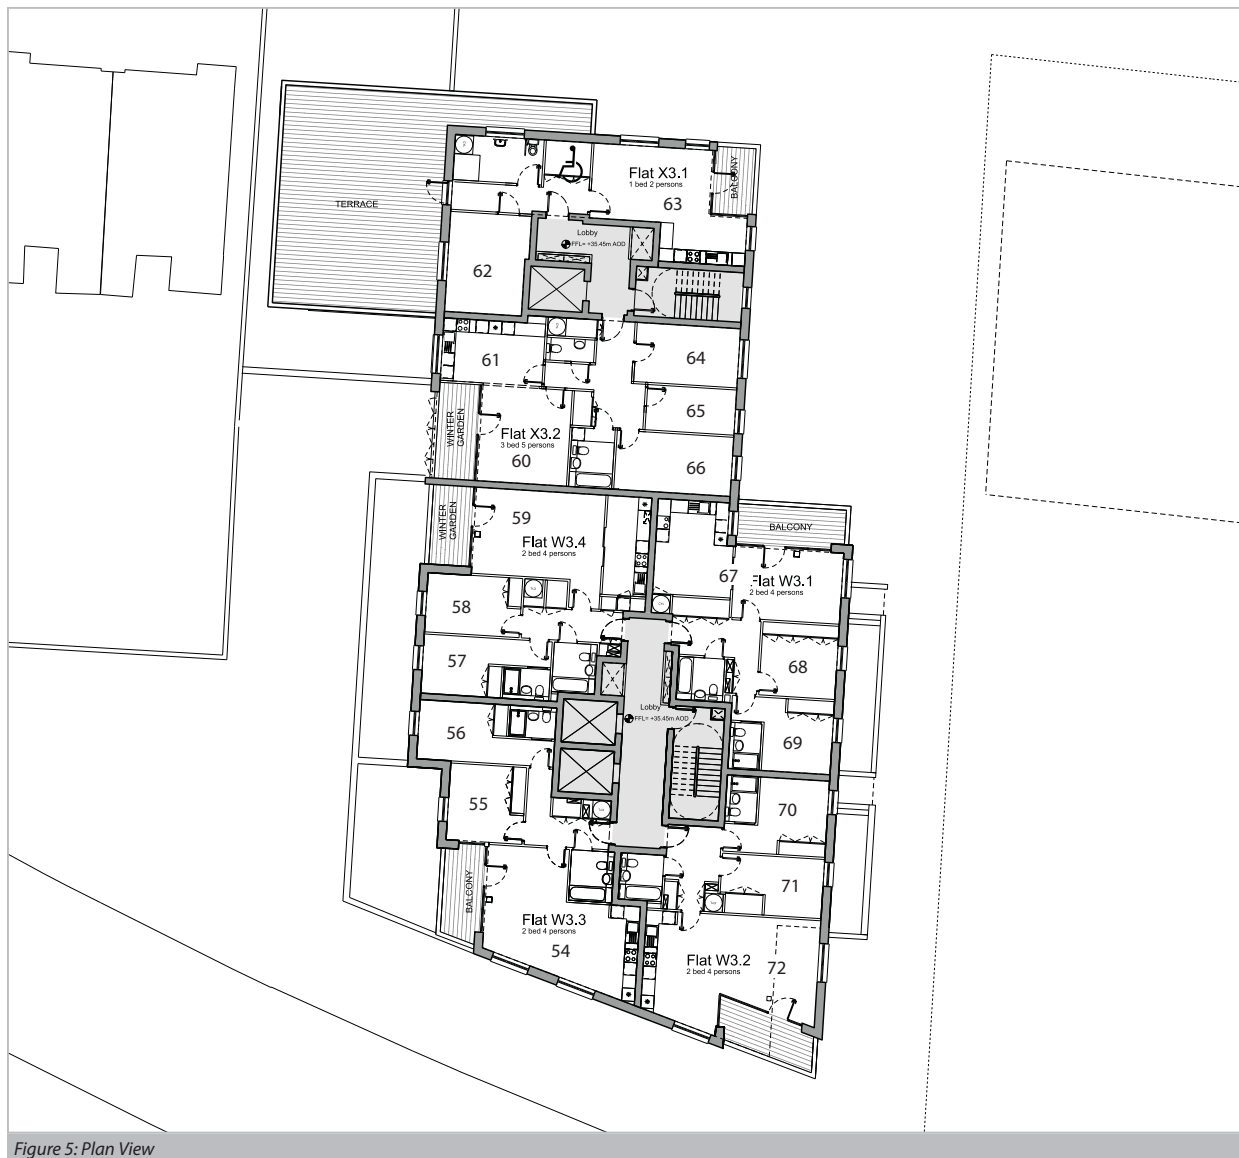 Flat X3.1
1 bed 2 persons
63
BALCONY
TERRACE
Lobby
FFL= +35.45m AOD
X
62
61
64
65
WINTER
GARDEN
Flat X3.2
3 bed 5 persons
60
66
WINTER
GARDEN
59
Flat W3.4
2 bed 4 persons
BALCONY
67
Flat W3.1
2 bed 4 persons
58
57
68
X
Lobby
FFL= +35.45m AOD
56
69
55
70
71
BALCONY
Flat W3.3
2 bed 4 persons
54
Flat W3.2
2 bed 4 persons
72
Figure 5: Plan View